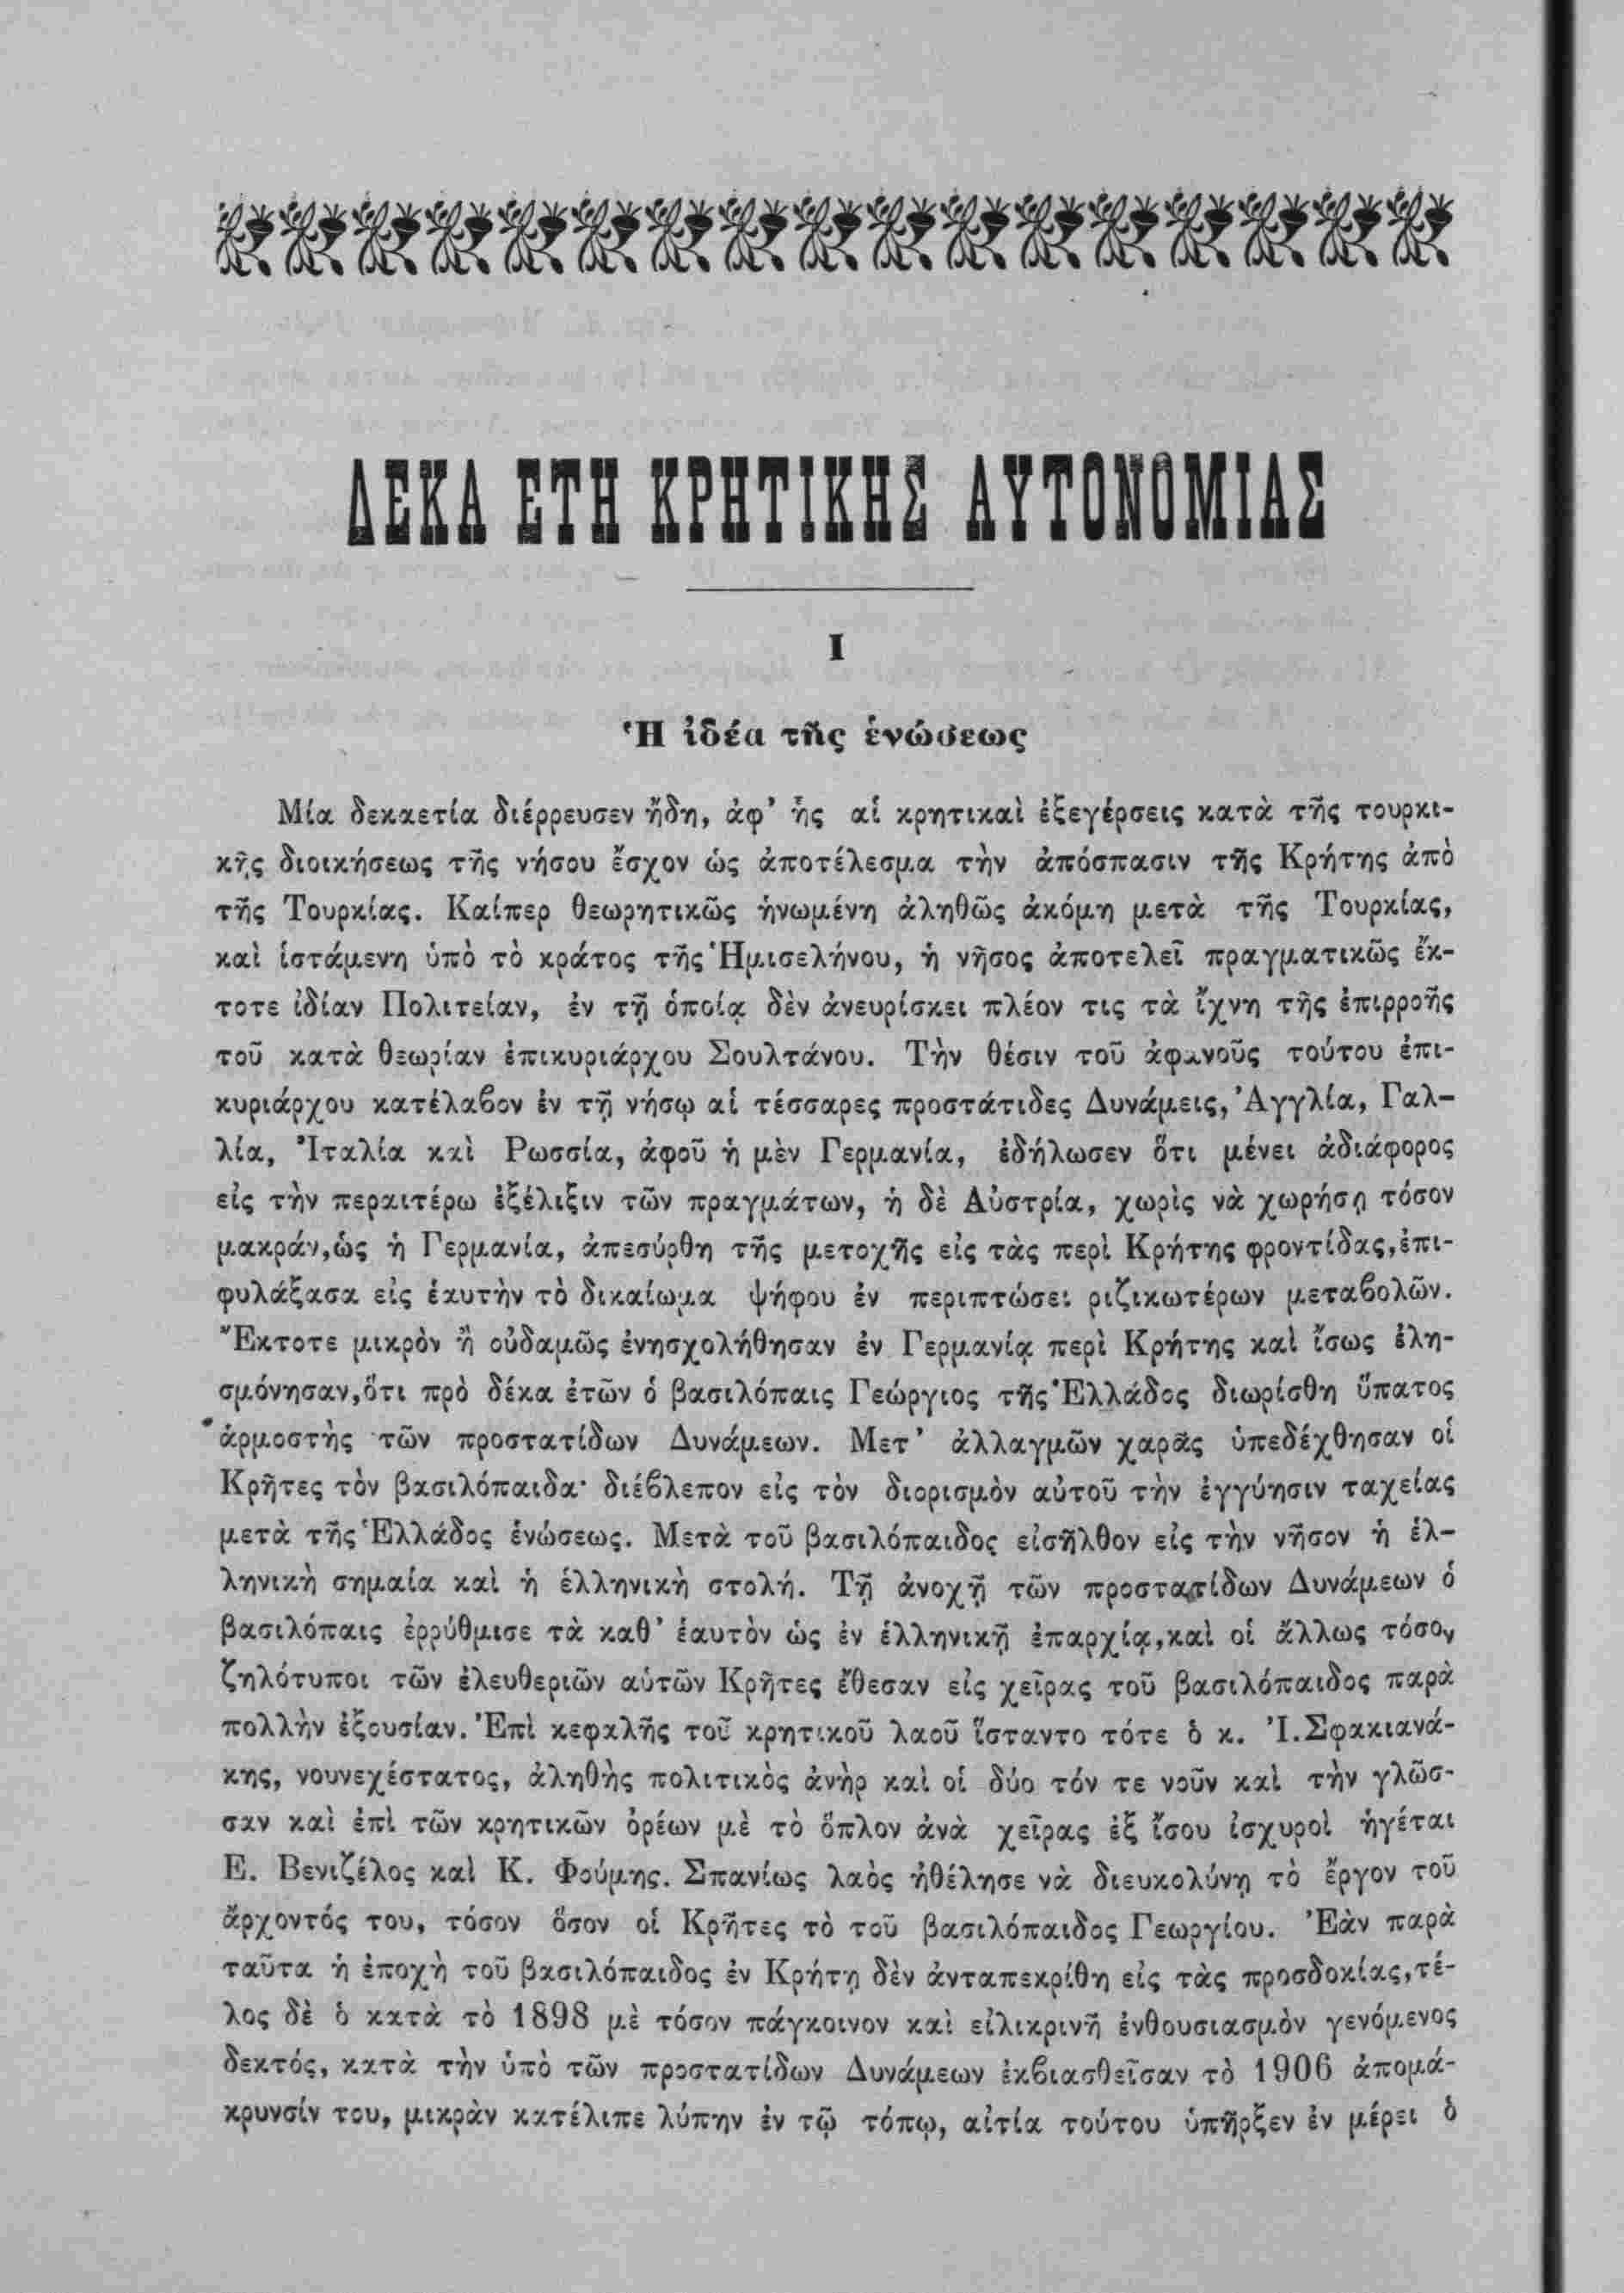 ΔΕΚΑ ΕΤΗ ΚΡΗΤΙΚΗΣ ΑΥΤΟΝΟΜΙΑΣ
I
Ἡ ἰδέα τῆς ἑνώσεως
Μία δεκαετία διέρρευσεν ἤδη, ἀφ’ ἧς αἱ κρητικαὶ ἐξεγέρσεις κατὰ τῆς τουρκι-
κῆς διοικήσεως τῆς νήσου ἔσχον ὡς ἀποτέλεσμα τὴν ἀπόσπασιν τῆς Κρήτης ἀπὸ
τῆς Τουρκίας. Καίπερ θεωρητικῶς ἡνωμένη ἀληθῶς ἀκόμη μετὰ τῆς Τουρκίας,
καὶ ἱστάμενη ὑπὸ τὸ κράτος τῆς Ἡμισελήνου, ἡ νῆσος ἀποτελεῖ πραγματικῶς ἔκ-
τοτε ἰδίαν Πολιτείαν, ἐν τῇ ὁποίᾳ δὲν ἀνευρίσκει πλέον τις τὰ ἴχνη τῆς ἐπιρροῆς
τοῦ κατὰ θεωρίαν ἐπικυριάρχου Σουλτάνου. Τὴν θέσιν τοῦ ἀφανοῦς τούτου ἐπι-
κυριάρχου κατέλαβον ἐν τῇ νήσῳ αἱ τέσσαρες προστάτιδες Δυνάμεις, Ἀγγλία, Γαλ-
λία, Ἰταλία καὶ Ρωσσία, ἀφοῦ ἡ μὲν Γερμανία, ἐδήλωσεν ὅτι μένει ἀδιάφορος
εἰς τὴν περαιτέρω ἐξέλιξιν τῶν πραγμάτων, ἡ δὲ Αὐστρία, χωρὶς νὰ χωρήσῃ τόσον
μακράν, ὡς ἡ Γερμανία, ἀπεσύρθη τῆς μετοχῆς εἰς τὰς περὶ Κρήτης φροντίδας, ἐπι-
φυλάξασα εἰς ἑαυτὴν τὸ δικαίωμα ψήφου ἐν περιπτώσει ριζικωτέρων μεταβολῶν.
Ἔκτοτε μικρὸν ἢ οὐδαμῶς ἐνησχολήθησαν ἐν Γερμανίᾳ περὶ Κρήτης καὶ ἴσως ἐλη-
σμόνησαν, ὅτι πρὸ δέκα ἐτῶν ὁ βασιλόπαις Γεώργιος τῆς Ἑλλάδος διωρίσθη ὕπατος
ἁρμοστὴς τῶν προστατίδων Δυνάμεων. Μετ’ ἀλλαγμῶν χαρᾶς ὑπεδέχθησαν οἱ
Κρῆτες τὸν βασιλόπαιδα· διέβλεπον εἰς τὸν διορισμὸν αὐτοῦ τὴν ἐγγύησιν ταχείας
μετὰ τῆς Ἑλλάδος ἑνώσεως. Μετὰ τοῦ βασιλόπαιδος εἰσῆλθον εἰς τὴν νῆσον ἡ ἑλ-
ληνικὴ σημαία καὶ ἡ ἑλληνικὴ στολή. Τῇ ἀνοχῇ τῶν προστατίδων Δυνάμεων ὁ
βασιλόπαις ἐρρύθμισε τὰ καθ’ ἑαυτὸν ὡς ἐν ἑλληνικῇ ἐπαρχίᾳ, καὶ οἱ ἄλλως τόσον
ζηλότυποι τῶν ἐλευθεριῶν αὑτῶν Κρῆτες ἔθεσαν εἰς χεῖρας τοῦ βασιλόπαιδος παρὰ
πολλὴν ἐξουσίαν. Ἐπὶ κεφαλῆς τοῦ κρητικοῦ λαοῦ ἵσταντο τότε ὁ κ. Ἰ. Σφακιανά-
κης, νουνεχέστατος, ἀληθὴς πολιτικὸς ἀνὴρ καὶ οἱ δύο τόν τε νοῦν καὶ τὴν γλῶσ-
σαν καὶ ἐπὶ τῶν κρητικῶν ὀρέων μὲ τὸ ὅπλον ἀνὰ χεῖρας ἐξ ἴσου ἰσχυροὶ ἡγέται
Ε. Βενιζέλος καὶ Κ. Φούμης. Σπανίως λαὸς ἠθέλησε νὰ διευκολύνῃ τὸ ἔργον τοῦ
ἄρχοντός του, τόσον ὅσον οἱ Κρῆτες τὸ τοῦ βασιλόπαιδος Γεωργίου. Ἐὰν παρὰ
ταῦτα ἡ ἐποχὴ τοῦ βασιλόπαιδος ἐν Κρήτῃ δὲν ἀνταπεκρίθη εἰς τὰς προσδοκίας, τέ-
λος δὲ ὁ κατὰ τὸ 1898 μὲ τόσον πάγκοινον καὶ εἰλικρινῆ ἐνθουσιασμὸν γενόμενος
δεκτός, κατὰ τὴν ὑπὸ τῶν προστατίδων Δυνάμεων ἐκβιασθεῖσαν τὸ 1906 ἀπομά-
κρυνσίν του, μικρὰν κατέλιπε λύπην ἐν τῷ τόπῳ, αἰτία τούτου ὑπῆρξεν ἐν μέρει ὁ